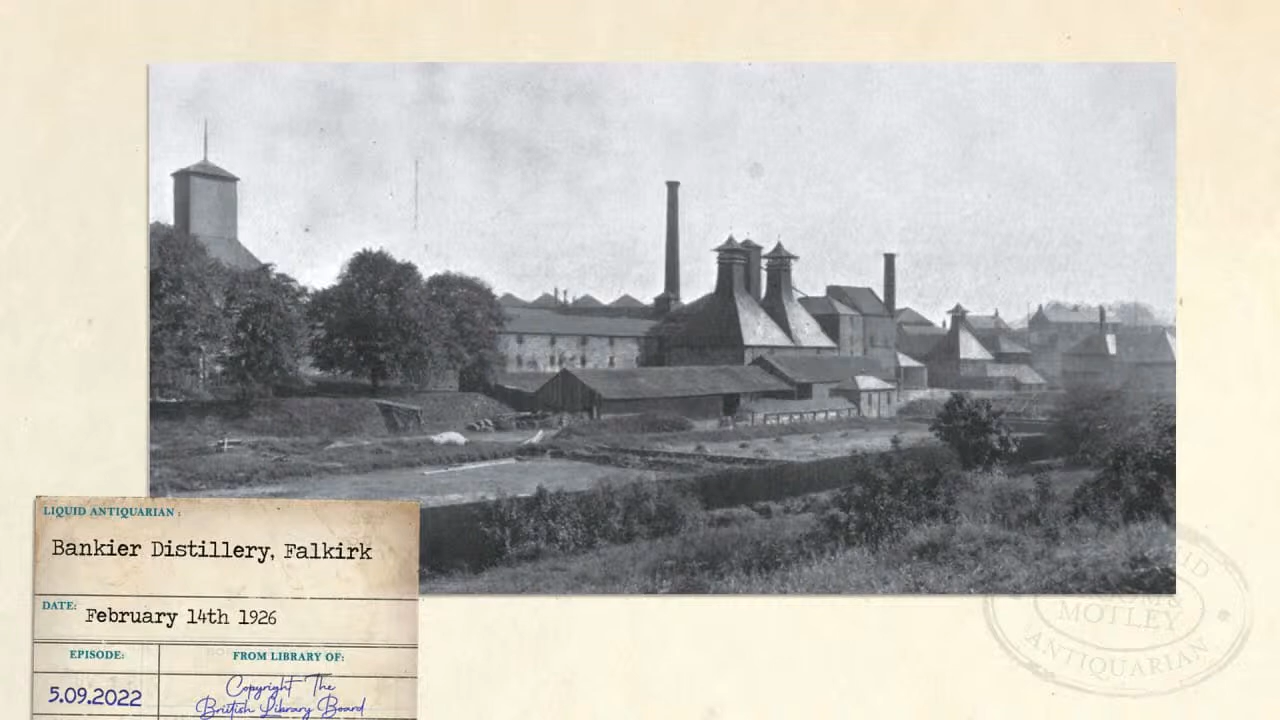 LIQUID ANTIQUARIAN :
Bankier Distillery, Falkirk
DATE: February 14th 1926
EPISODE: FROM LIBRARY OF:
5.09.2022
Copyright The
British Library Board
MOTLEY
ANTIQUARIAN